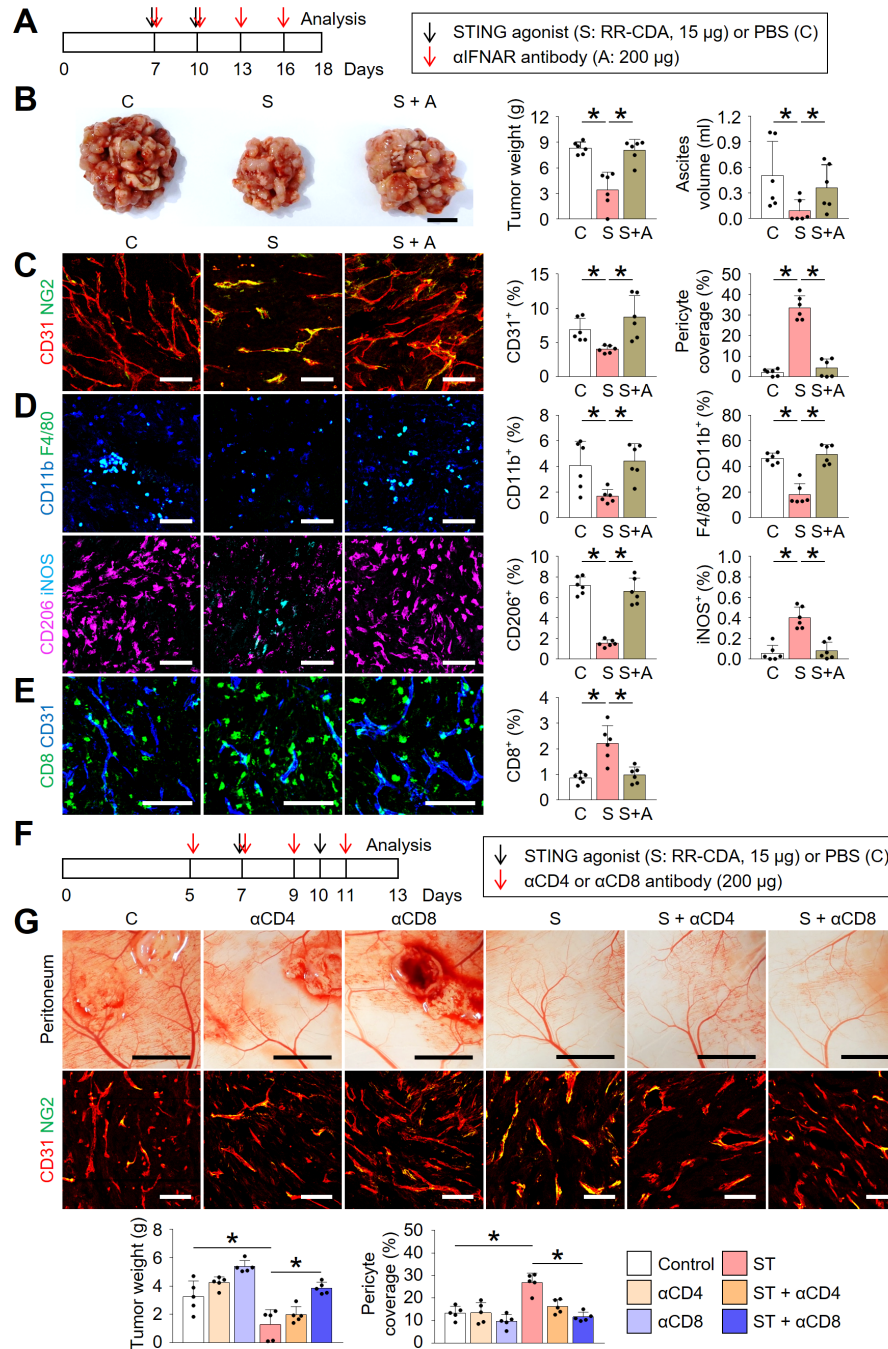 A
Analysis
0 7 10 13 16 18 Days
STING agonist (S: RR-CDA, 15 µg) or PBS (C)
αIFNAR antibody (A: 200 µg)
B
C S S + A
Tumor weight (g)
12
9
6
3
0
* *
C S S+A
Ascites volume (ml)
1.2
0.9
0.6
0.3
0
* *
C S S+A
C S S + A
C
CD31 NG2
CD31⁺ (%)
15
10
5
0
* *
C S S+A
Pericyte coverage (%)
50
40
30
20
10
0
* *
C S S+A
D
CD11b F4/80
CD11b⁺ (%)
8
6
4
2
0
* *
C S S+A
F4/80⁺ CD11b⁺ (%)
80
60
40
20
0
* *
C S S+A
CD206 iNOS
CD206⁺ (%)
10
8
6
4
2
0
* *
C S S+A
iNOS⁺ (%)
1.0
0.8
0.6
0.4
0.2
0.0
* *
C S S+A
E
CD8 CD31
CD8⁺ (%)
4
3
2
1
0
* *
C S S+A
F
Analysis
0 5 7 9 10 11 13 Days
STING agonist (S: RR-CDA, 15 µg) or PBS (C)
αCD4 or αCD8 antibody (200 µg)
G
C αCD4 αCD8 S S + αCD4 S + αCD8
Peritoneum
CD31 NG2
Tumor weight (g)
8
6
4
2
0
* *
Pericyte coverage (%)
50
40
30
20
10
0
* *
Control ST
αCD4 ST + αCD4
αCD8 ST + αCD8